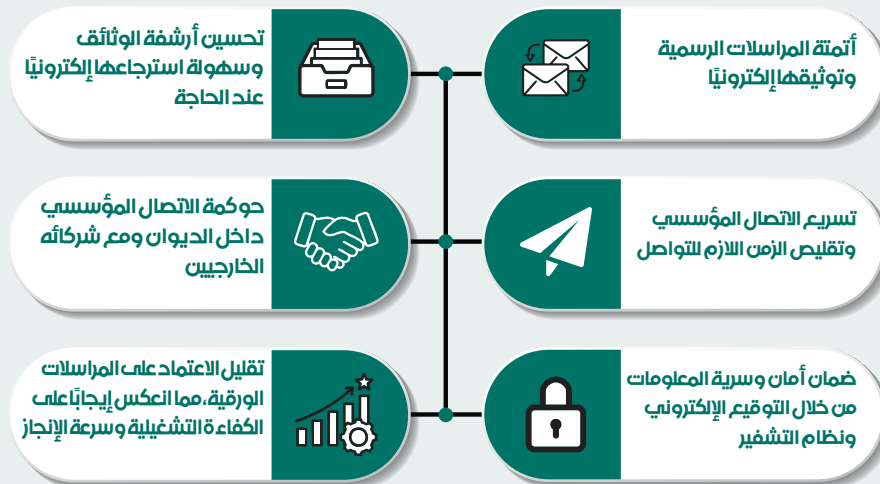 أتمتة المراسلات الرسمية
وتوثيقها إلكترونيًا
تحسين أرشفة الوثائق
وسهولة استرجاعها إلكترونيًا
عند الحاجة
تسريع الاتصال المؤسسي
وتقليص الزمن اللازم للتواصل
حوكمة الاتصال المؤسسي
داخل الديوان ومع شركائه
الخارجيين
ضمان أمان وسرية المعلومات
من خلال التوقيع الإلكتروني
ونظام التشفير
تقليل الاعتماد على المراسلات
الورقية، مما انعكس إيجابًا على
الكفاءة التشغيلية وسرعة الإنجاز